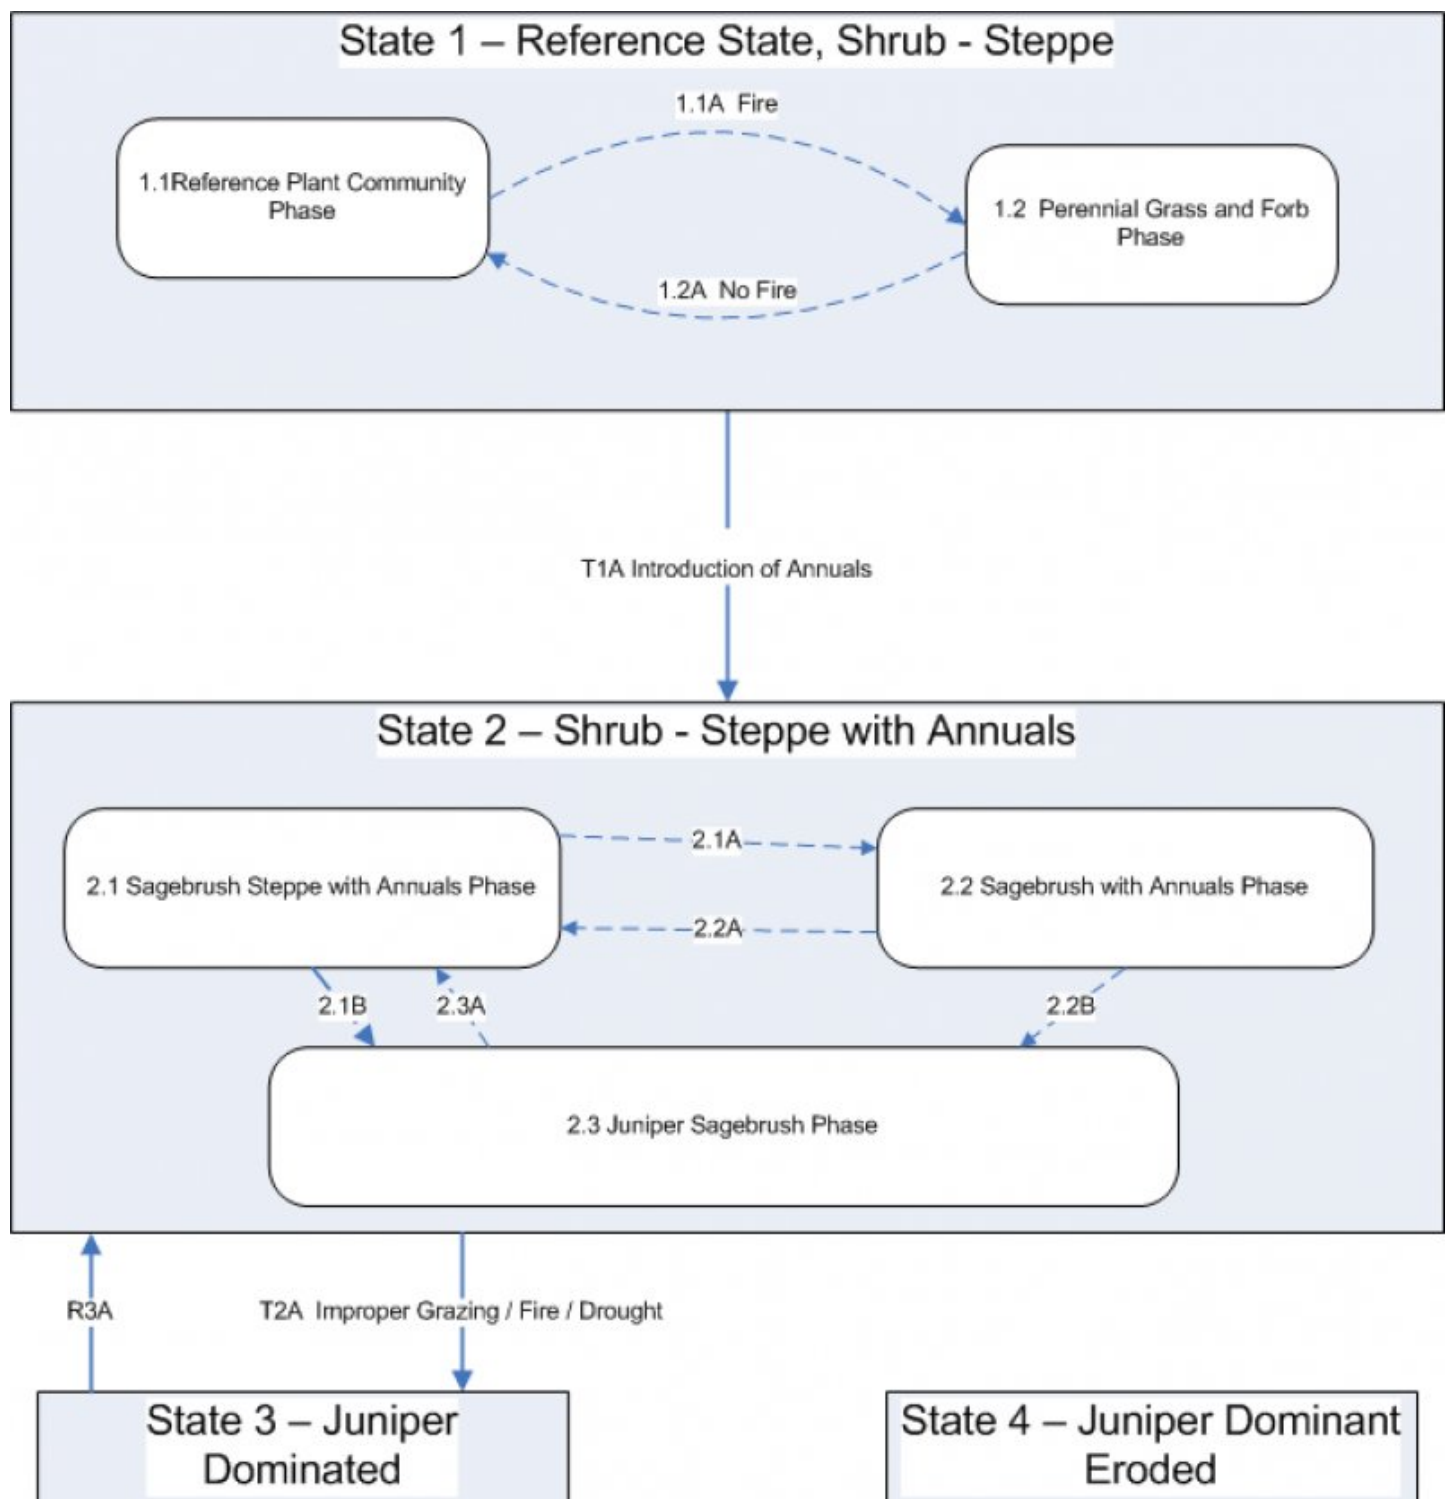 State 1 – Reference State, Shrub - Steppe
1.1A  Fire
1.1Reference Plant Community
Phase
1.2  Perennial Grass and Forb
Phase
1.2A  No Fire
T1A Introduction of Annuals
State 2 – Shrub - Steppe with Annuals
2.1A
2.1 Sagebrush Steppe with Annuals Phase
2.2 Sagebrush with Annuals Phase
2.2A
2.1B
2.3A
2.2B
2.3 Juniper Sagebrush Phase
R3A
T2A  Improper Grazing / Fire / Drought
State 3 – Juniper
Dominated
State 4 – Juniper Dominant
Eroded